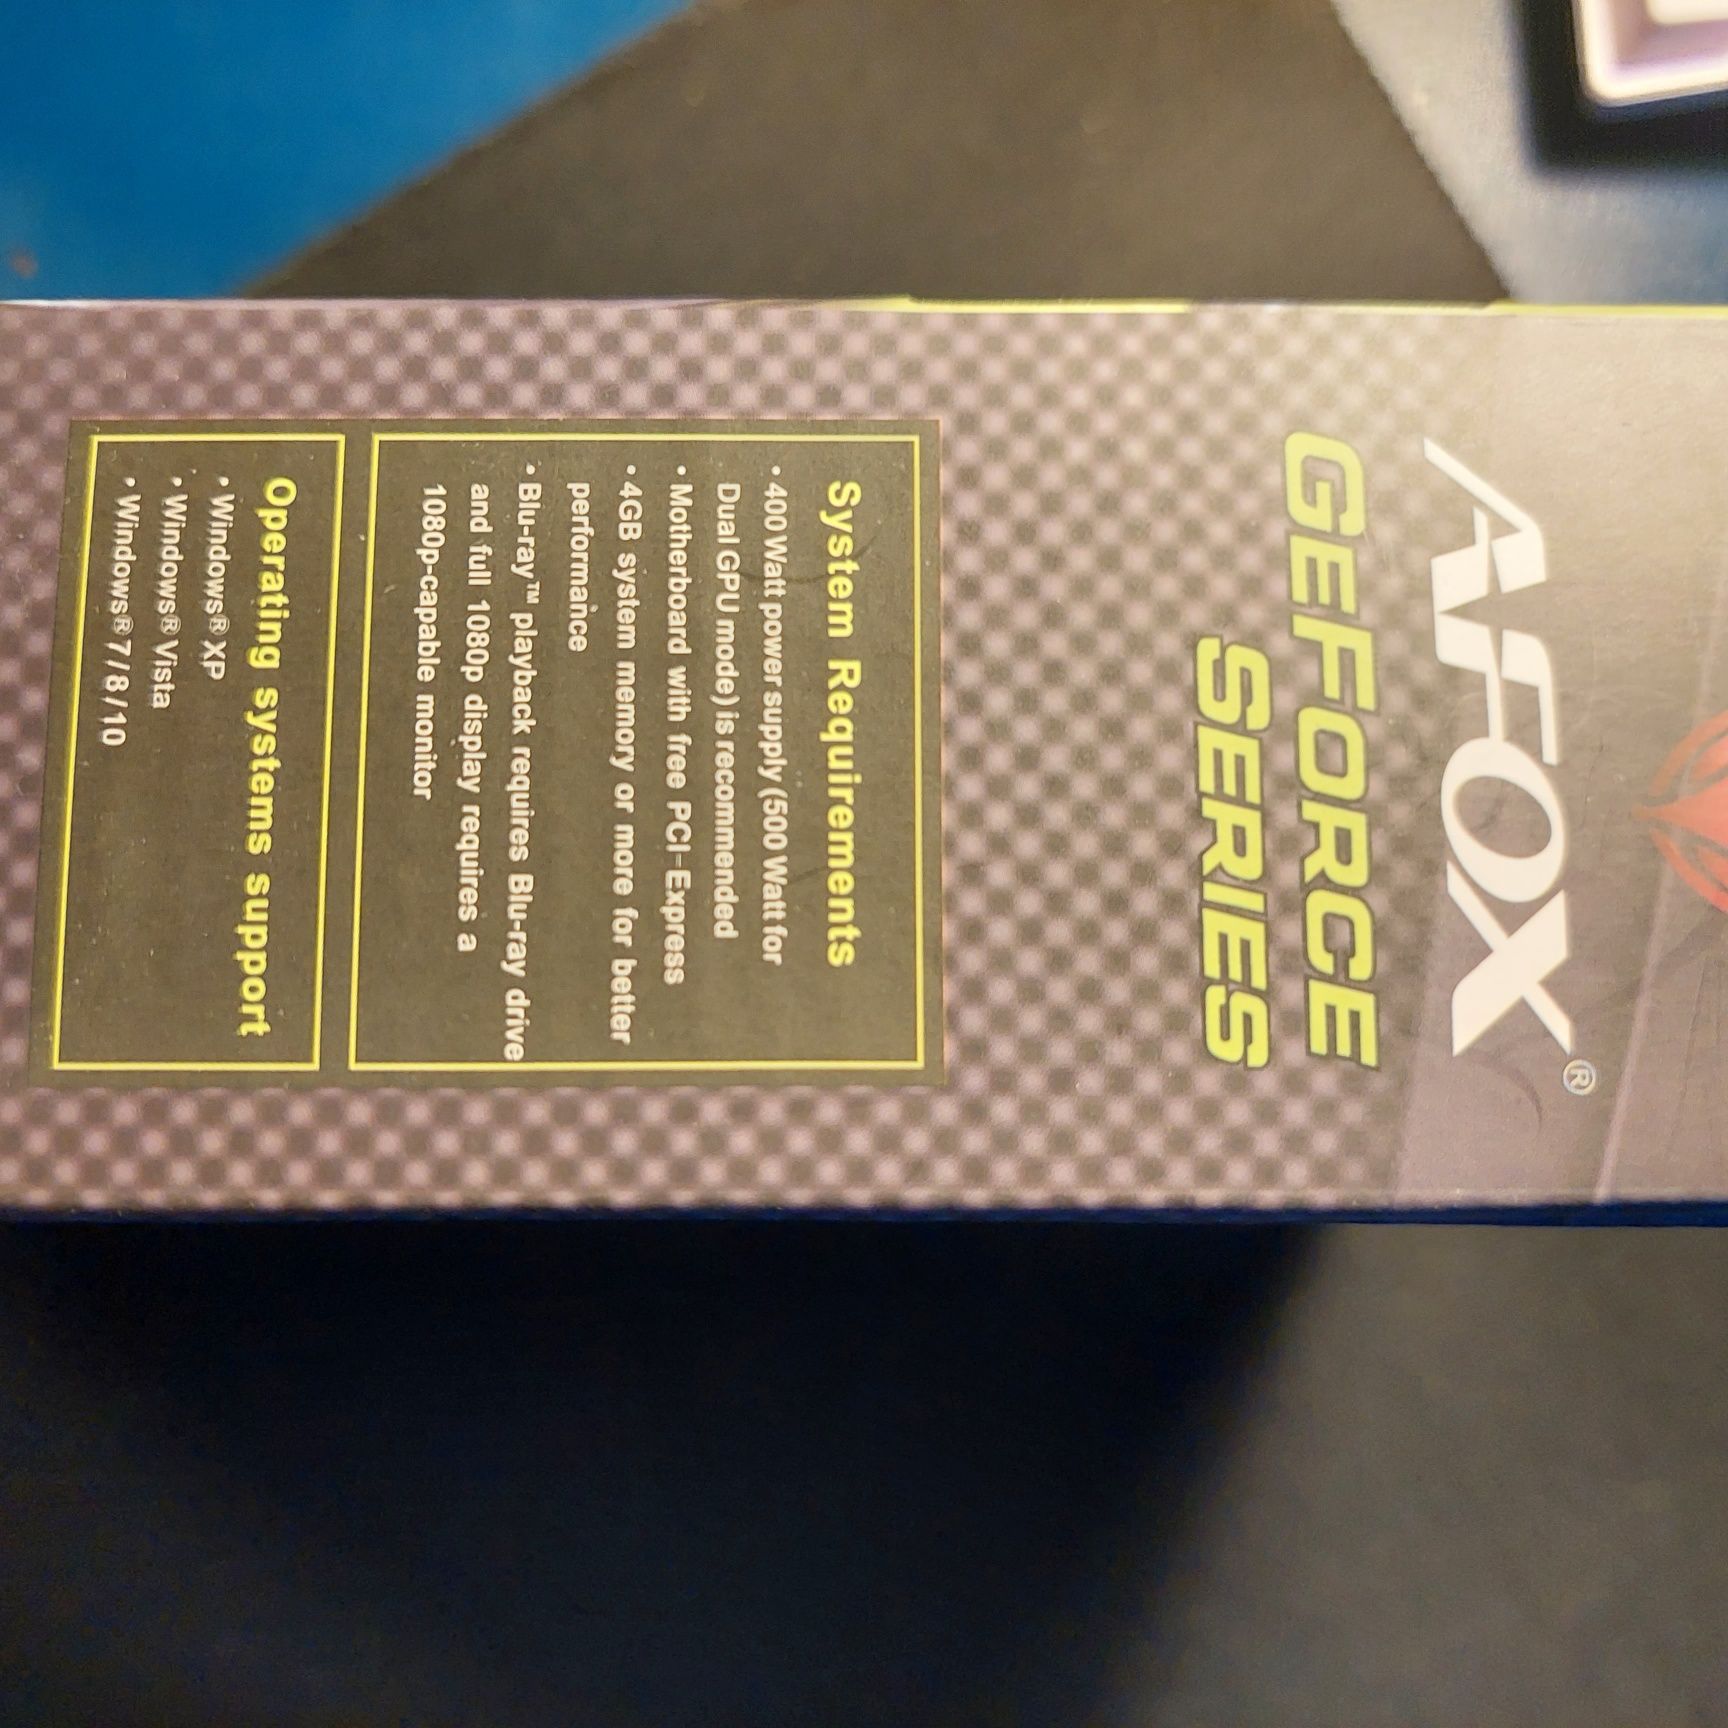 AFOX®
GEFORCE
SERIES
System Requirements
• 400 Watt power supply (500 Watt for
Dual GPU mode) is recommended
• Motherboard with free PCI-Express
• 4GB system memory or more for better
performance
• Blu-ray™ playback requires Blu-ray drive
and full 1080p display requires a
1080p-capable monitor
Operating systems support
• Windows® XP
• Windows® Vista
• Windows® 7 / 8 / 10